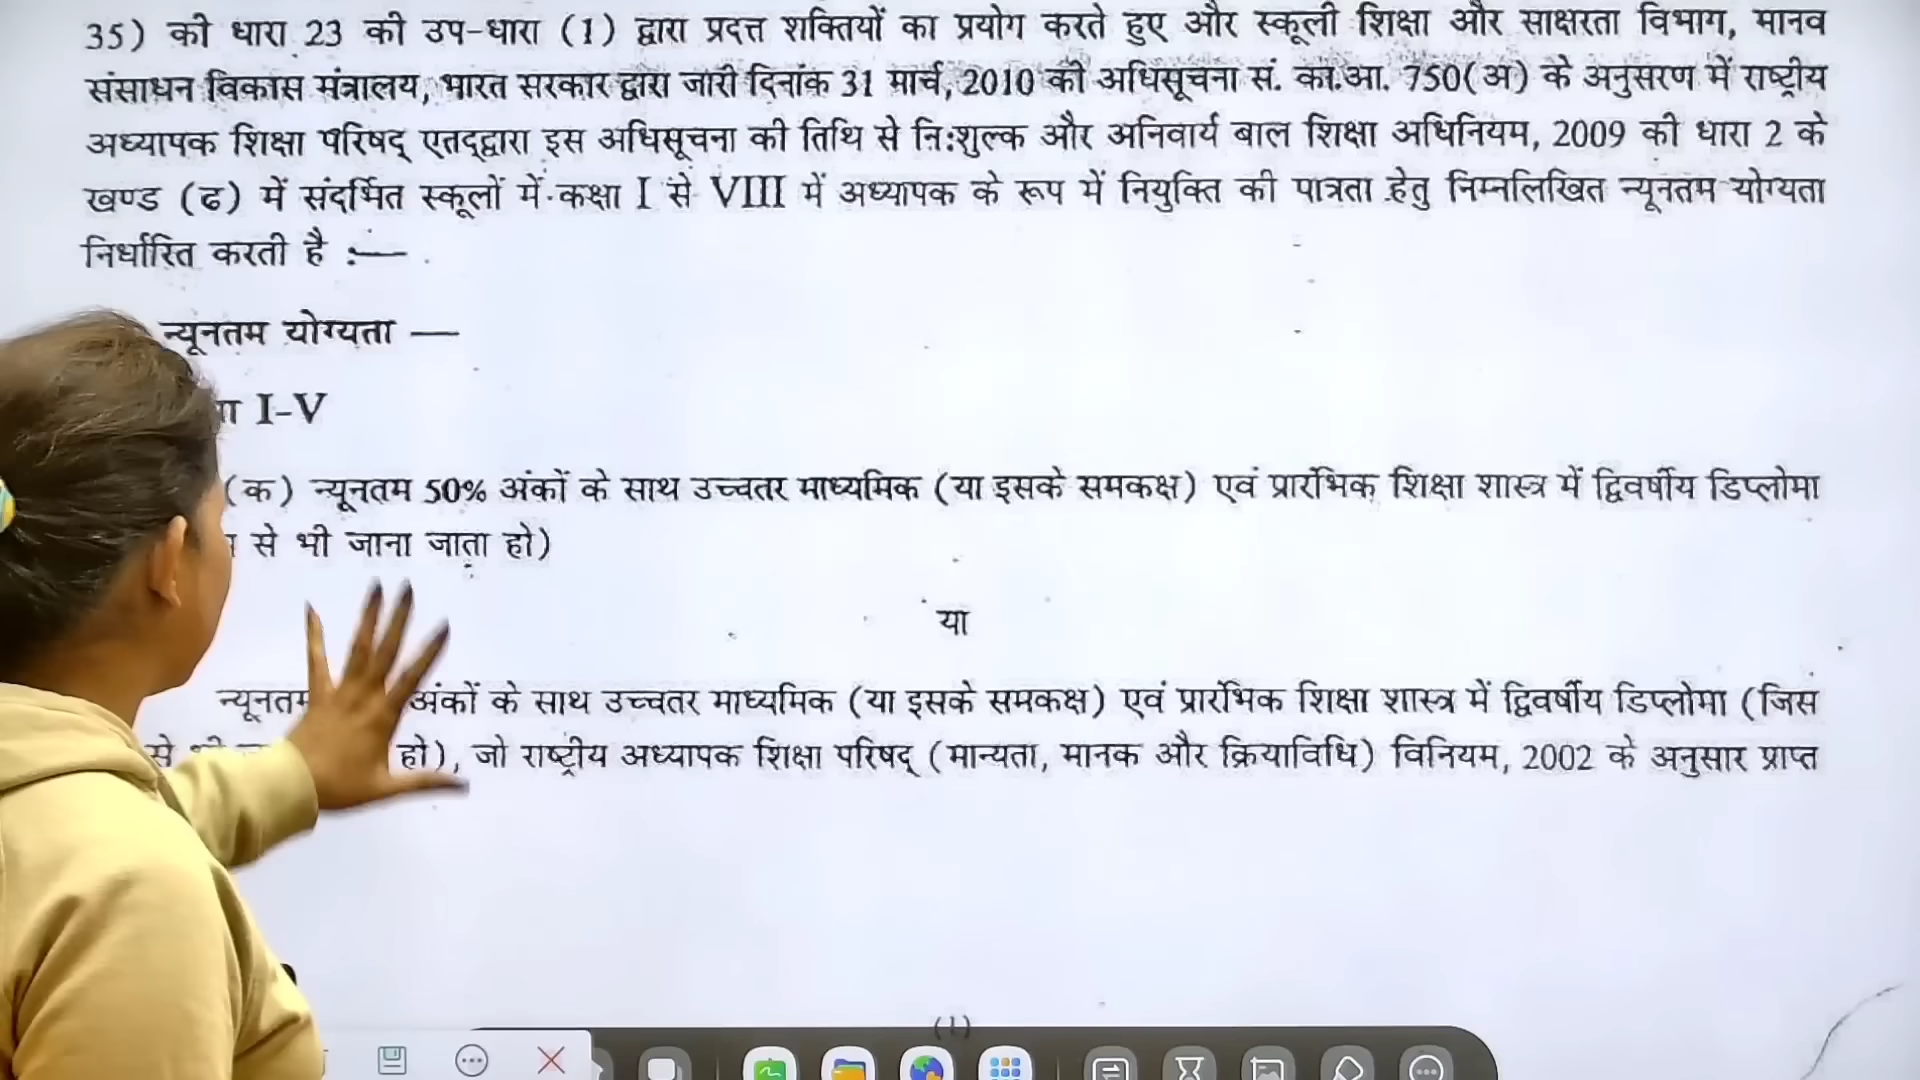 35) की धारा 23 की उप-धारा (1) द्वारा प्रदत्त शक्तियों का प्रयोग करते हुए और स्कूली शिक्षा और साक्षरता विभाग, मानव
संसाधन विकास मंत्रालय, भारत सरकार द्वारा जारी दिनांक 31 मार्च, 2010 की अधिसूचना सं. का.आ. 750(अ) के अनुसरण में राष्ट्रीय
अध्यापक शिक्षा परिषद् एतद्द्वारा इस अधिसूचना की तिथि से नि:शुल्क और अनिवार्य बाल शिक्षा अधिनियम, 2009 की धारा 2 के
खण्ड (ढ) में संदर्भित स्कूलों में कक्षा I से VIII में अध्यापक के रूप में नियुक्ति की पात्रता हेतु निम्नलिखित न्यूनतम योग्यता
निर्धारित करती है :—
न्यूनतम योग्यता —
I-V
(क) न्यूनतम 50% अंकों के साथ उच्चतर माध्यमिक (या इसके समकक्ष) एवं प्रारंभिक शिक्षा शास्त्र में द्विवर्षीय डिप्लोमा
से भी जाना जाता हो)
या
न्यूनतम अंकों के साथ उच्चतर माध्यमिक (या इसके समकक्ष) एवं प्रारंभिक शिक्षा शास्त्र में द्विवर्षीय डिप्लोमा (जिस
से हो), जो राष्ट्रीय अध्यापक शिक्षा परिषद् (मान्यता, मानक और क्रियाविधि) विनियम, 2002 के अनुसार प्राप्त
(1)